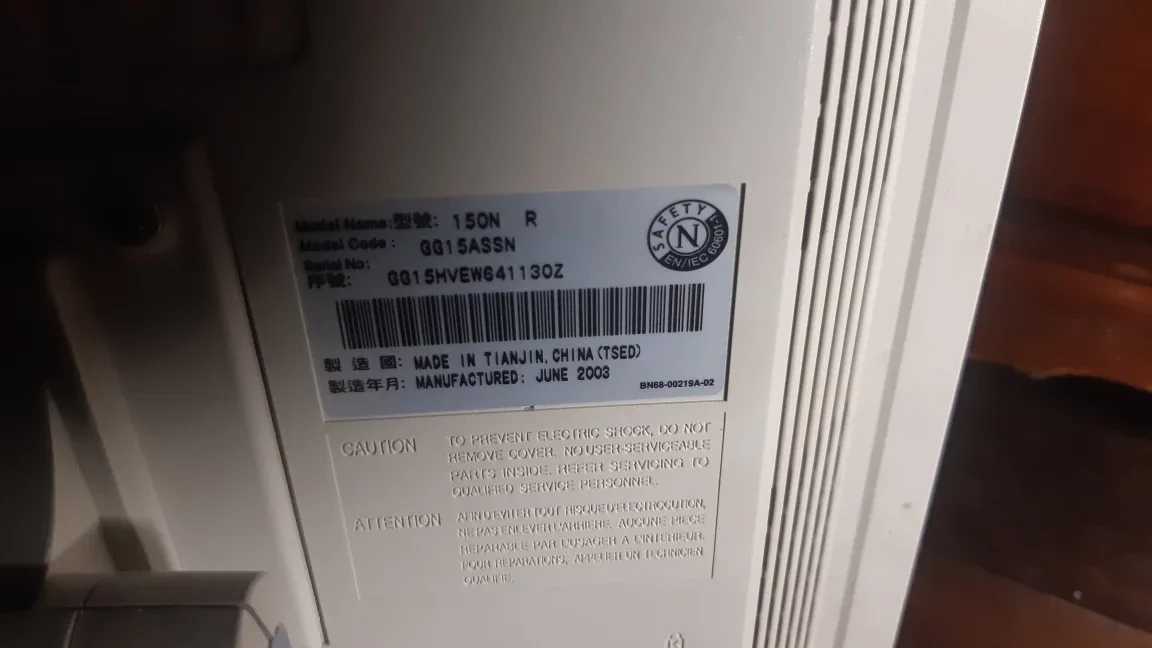 Model Name:型號: 150N R
Model Code : GG15ASSN
Serial No:
序號: GG15HVEW641130Z
SAFETY N EN/IEC 60601-1
製造國: MADE IN TIANJIN,CHINA(TSED)
製造年月: MANUFACTURED: JUNE 2003
BN68-00219A-02
CAUTION TO PREVENT ELECTRIC SHOCK, DO NOT
REMOVE COVER. NO USER-SERVICEABLE
PARTS INSIDE. REFER SERVICING TO
QUALIFIED SERVICE PERSONNEL.
ATTENTION AFIN D'EVITER TOUT RISQUE D'ELECTROCUTION,
NE PAS ENLEVER L'ARRIERE. AUCUNE PIECE
REPARABLE PAR L'USAGER A L'INTERIEUR.
POUR REPARATIONS, APPELER UN TECHNICIEN
QUALIFIE.